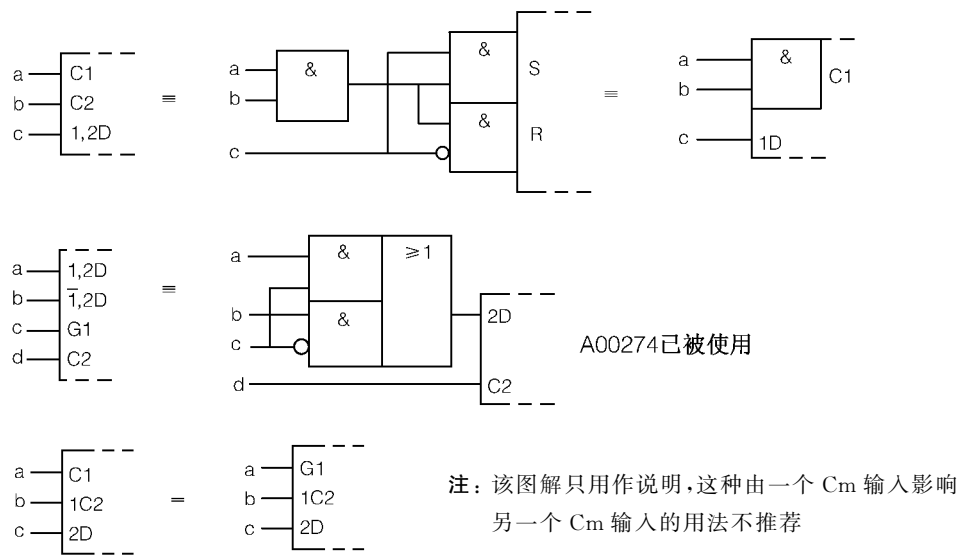 a C1 ≡ a & & S ≡ a & C1
b C2 b & R b
c 1,2D c c 1D
a 1,2D ≡ a & ≥1 2D
b 1̅,2D b &
c G1 c A00274已被使用
d C2 d C2
a C1 = a G1
b 1C2 b 1C2
c 2D c 2D
注：该图解只用作说明,这种由一个 Cm 输入影响
另一个 Cm 输入的用法不推荐